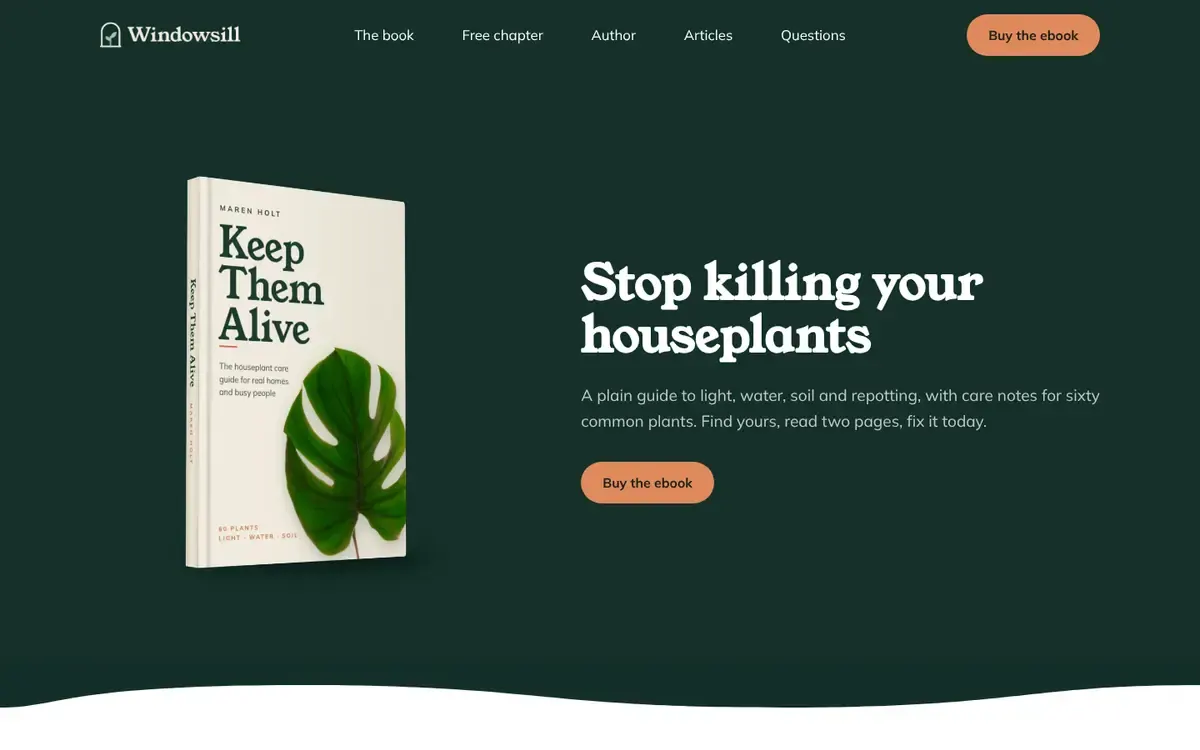 Windowsill
The book
Free chapter
Author
Articles
Questions
Buy the ebook
MAREN HOLT
Keep
Them
Alive
The houseplant care
guide for real homes
and busy people
60 PLANTS
LIGHT · WATER · SOIL
Keep Them Alive
MAREN HOLT
Stop killing your
houseplants
A plain guide to light, water, soil and repotting, with care notes for sixty
common plants. Find yours, read two pages, fix it today.
Buy the ebook